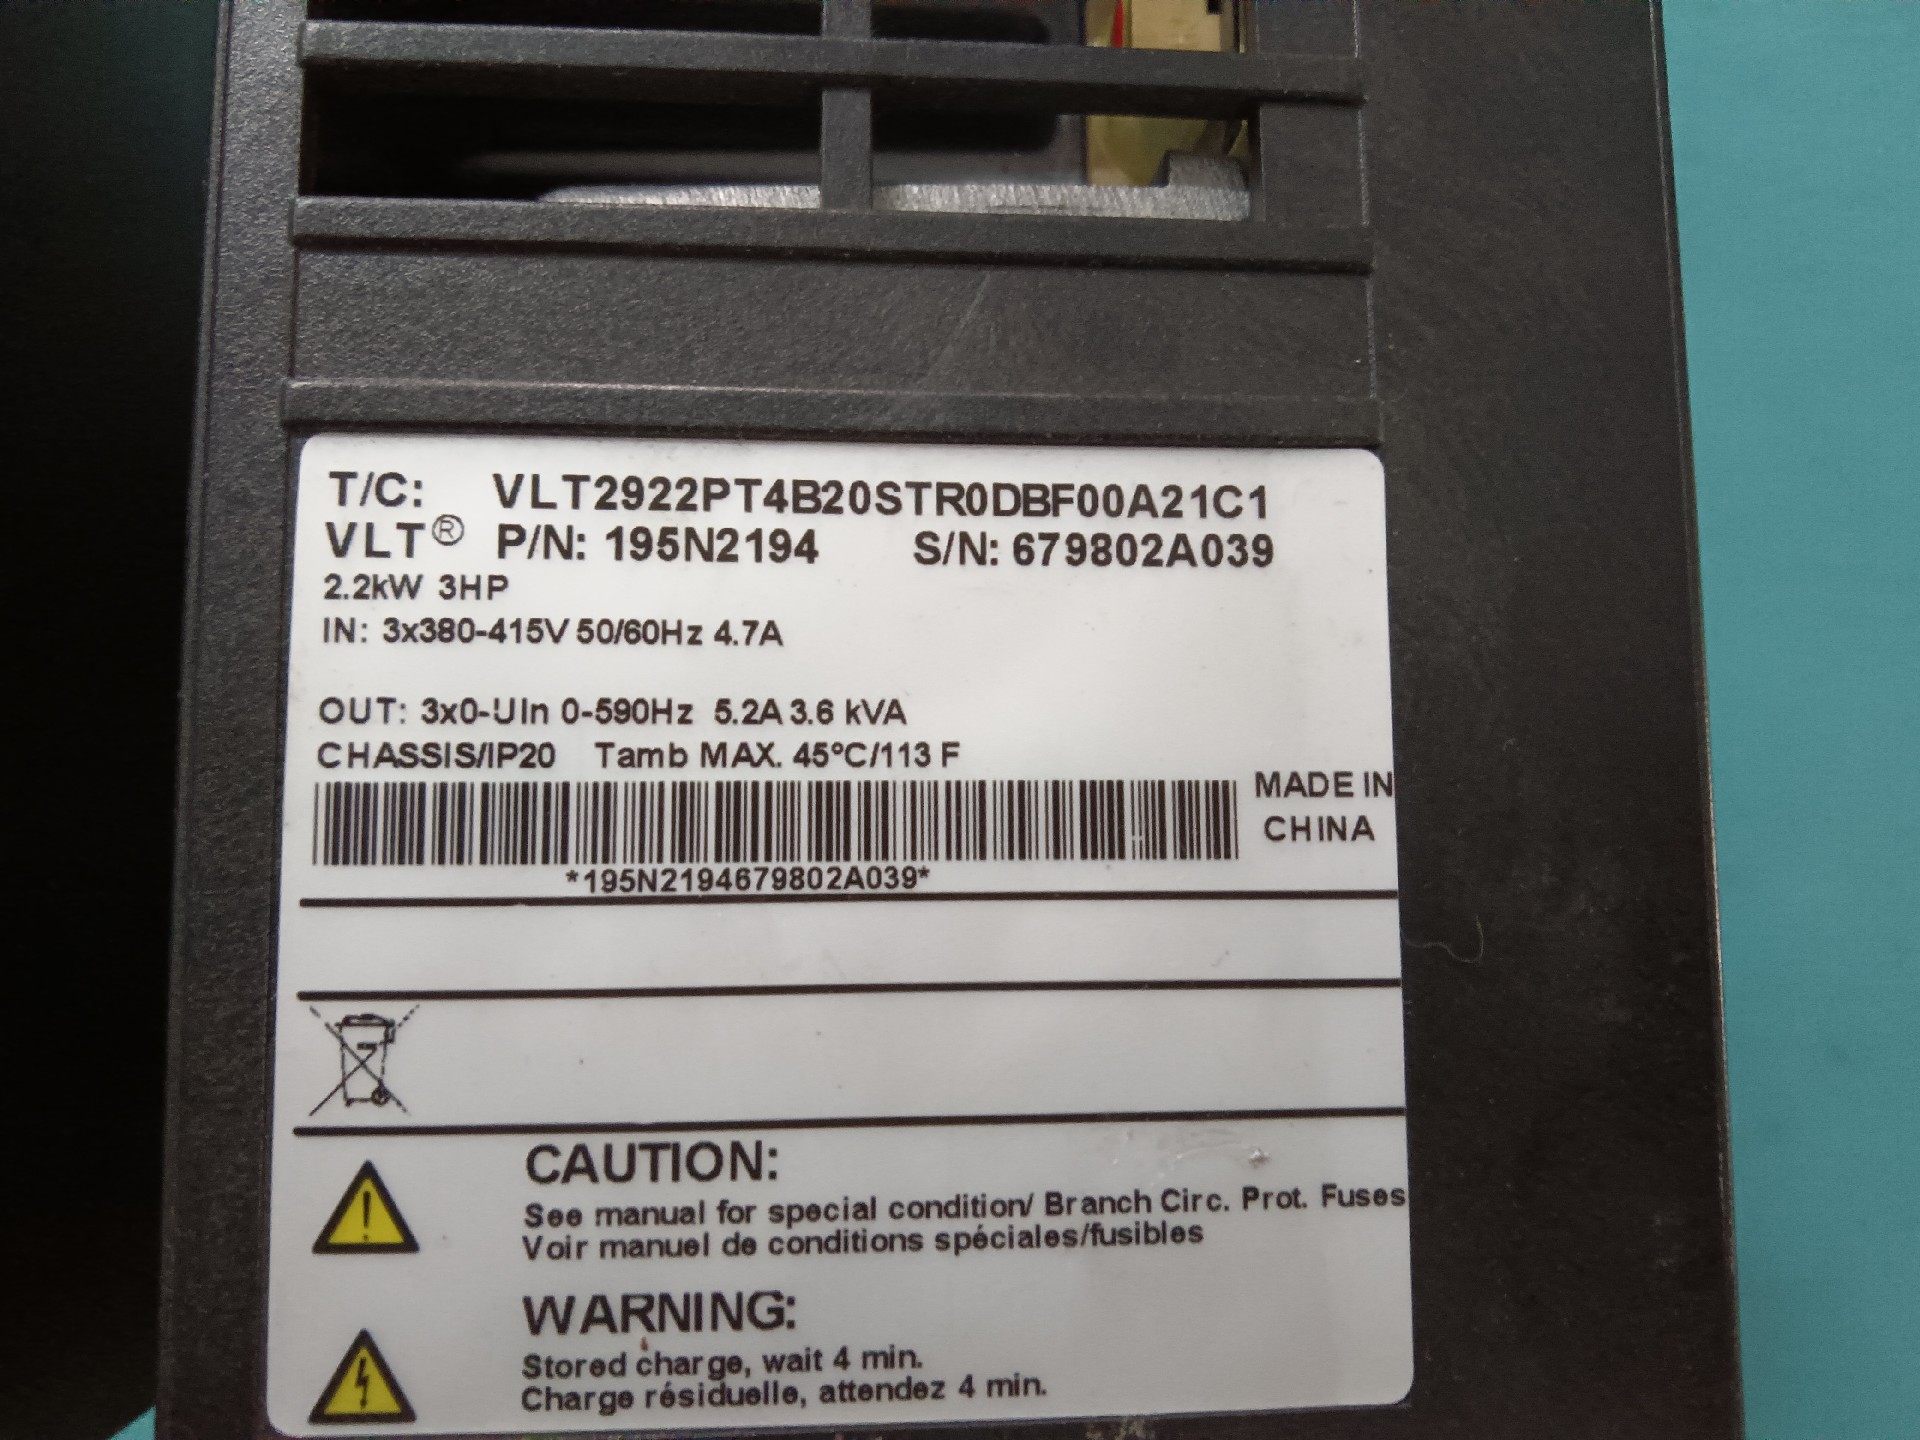 T/C: VLT2922PT4B20STR0DBF00A21C1
VLT® P/N: 195N2194 S/N: 679802A039
2.2kW 3HP
IN: 3x380-415V 50/60Hz 4.7A
OUT: 3x0-UIn 0-590Hz 5.2A 3.6 kVA
CHASSIS/IP20 Tamb MAX. 45°C/113 F
MADE IN
CHINA
*195N2194679802A039*
CAUTION:
See manual for special condition/ Branch Circ. Prot. Fuses
Voir manuel de conditions spéciales/fusibles
WARNING:
Stored charge, wait 4 min.
Charge résiduelle, attendez 4 min.